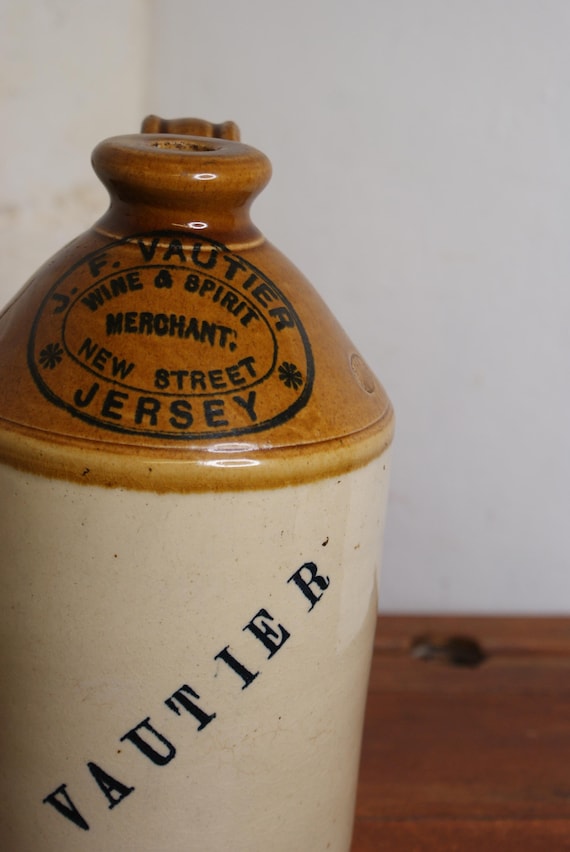 J. F. VAUTIER
WINE & SPIRIT
MERCHANT.
NEW STREET
JERSEY
VAUTIER